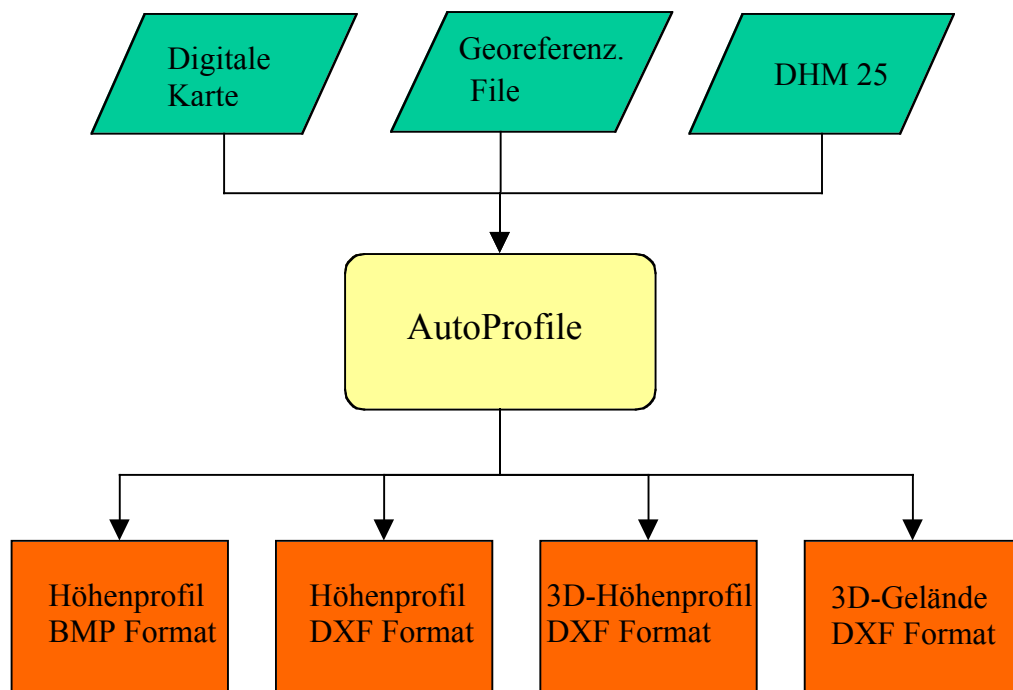 Digitale
Karte
Georeferenz.
File
DHM 25
AutoProfile
Höhenprofil
BMP Format
Höhenprofil
DXF Format
3D-Höhenprofil
DXF Format
3D-Gelände
DXF Format